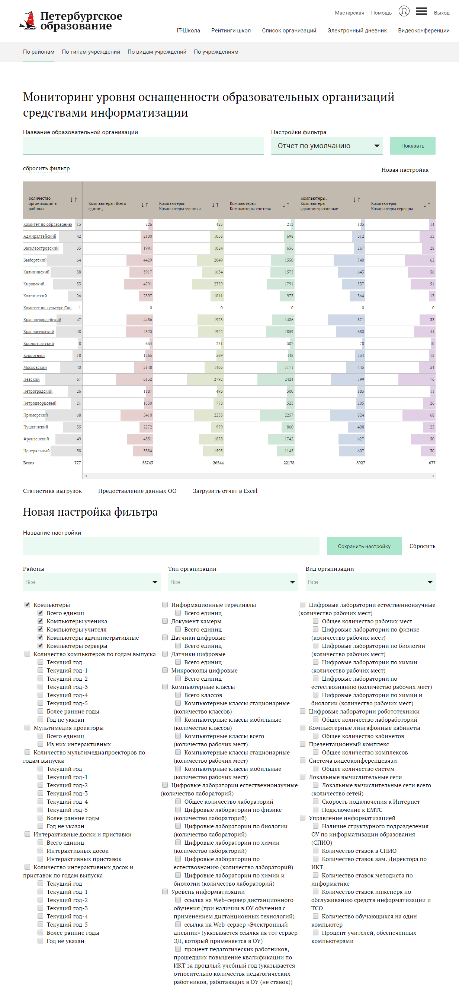 Петербургское
образование
Мастерская Помощь Выход
IT-Школа Рейтинги школ Список организаций Электронный дневник Видеоконференции
По районам По типам учреждений По видам учреждений По учреждениям
Мониторинг уровня оснащенности образовательных организаций
средствами информатизации
Название образовательной организации Настройки фильтра
Отчет по умолчанию Показать
сбросить фильтр Новая настройка
Количество
организаций в
районах ↓↑
Компьютеры: Всего
единиц ↓↑
Компьютеры:
Компьютеры ученика ↓↑
Компьютеры:
Компьютеры учителя ↓↑
Компьютеры:
Компьютеры
административные ↓↑
Компьютеры:
Компьютеры серверы ↓↑
Комитет по образованию 13 826 485 213 103 14
Адмиралтейский 42 2100 1056 698 312 33
Василеостровский 35 1991 1024 656 267 28
Выборгский 64 4429 2049 1550 740 62
Калининский 58 3917 1634 1575 643 56
Кировский 53 4791 2379 1791 537 51
Колпинский 26 2397 1011 973 364 13
Комитет по культуре Сан 1 0 0 0 0 0
Красногвардейский 47 4436 1973 1486 871 33
Красносельский 48 4523 1922 1859 680 44
Кронштадтский 8 634 231 307 78 10
Курортный 18 1265 569 448 234 13
Московский 40 3148 1463 1171 445 34
Невский 67 6132 2792 2424 799 76
Петроградский 26 1187 493 500 183 11
Петродворцовый 21 1550 778 523 205 26
Приморский 68 5410 2233 2257 824 68
Пушкинский 35 2272 979 860 408 25
Фрунзенский 49 4351 1878 1742 627 50
Центральный 58 3384 1595 1145 607 30
Всего 777 58743 26544 22178 8927 677
Статистика выгрузок Предоставление данных ОО Загрузить отчет в Excel
Новая настройка фильтра
Название настройки
Сохранить настройку Сбросить
Районы Тип организации Вид организации
Все Все Все
Компьютеры
Всего единиц
Компьютеры ученика
Компьютеры учителя
Компьютеры административные
Компьютеры серверы
Количество компьютеров по годам выпуска
Текущий год
Текущий год-1
Текущий год-2
Текущий год-3
Текущий год-4
Текущий год-5
Более ранние годы
Год не указан
Мультимедиа проекторы
Всего единиц
Из них интерактивных
Количество мультимедиапроекторов по
годам выпуска
Текущий год
Текущий год-1
Текущий год-2
Текущий год-3
Текущий год-4
Текущий год-5
Более ранние годы
Год не указан
Интерактивные доски и приставки
Всего единиц
Интерактивных досок
Интерактивных приставок
Количество интерактивных досок и
приставок по годам выпуска
Текущий год
Текущий год-1
Текущий год-2
Текущий год-3
Текущий год-4
Текущий год-5
Более ранние годы
Год не указан
Информационные терминалы
Всего единиц
Документ камеры
Всего единиц
Датчики цифровые
Всего единиц
Датчики цифровые
Всего единиц
Микроскопы цифровые
Всего единиц
Компьютерные классы
Всего классов
Компьютерные классы стационарные
(количество классов)
Компьютерные классы мобильные
(количество классов)
Компьютерные классы всего
(количество рабочих мест)
Компьютерные классы стационарные
(количество рабочих мест)
Компьютерные классы мобильные
(количество рабочих мест)
Цифровые лаборатории естественнонаучные
(количество лабораторий)
Общее количество лабораторий
Цифровые лаборатории по физике
(количество лабораторий)
Цифровые лаборатории по биологии
(количество лабораторий)
Цифровые лаборатории по химии
(количество лабораторий)
Цифровые лаборатории по
естествознанию (количество лабораторий)
Цифровые лаборатории по химии и
биологии (количество лабораторий)
Уровень информатизации
ссылка на Web-сервер дистанционного
обучения (при наличии в ОУ обучения с
применением дистанционных технологий)
ссылка на Web-сервер «Электронный
дневник» (указывается ссылка на тот сервер
ЭД, который применяется в ОУ)
процент педагогических работников,
прошедших повышение квалификации по
ИКТ за прошлый учебный год (указывается
относительно количества педагогических
работников, работающих в ОУ (не ставок))
Цифровые лаборатории естественнонаучные
(количество рабочих мест)
Общее количество рабочих мест
Цифровые лаборатории по физике
(количество рабочих мест)
Цифровые лаборатории по биологии
(количество рабочих мест)
Цифровые лаборатории по химии
(количество рабочих мест)
Цифровые лаборатории по
естествознанию (количество рабочих мест)
Цифровые лаборатории по химии и
биологии (количество рабочих мест)
Цифровые лаборатории робототехники
Общее количество лабораборий
Компьютерные лингафонные кабинеты
Общее количество кабинетов
Презентационный комплекс
Общее количество комплексов
Система видеоконференцсвязи
Общее количество систем
Локальные вычислительные сети
Локальные вычислительные сети всего
(количество сетей)
Скорость подключения к Интернет
Подключение к ЕМТС
Управление информатизацией
Наличие структурного подразделения
ОУ по информатизации образования
(СПИО)
Количество ставок в СПИО
Количество ставок зам. Директора по
ИКТ
Количество ставок методиста по
информатике
Количество ставок инженера по
обслуживанию средств информатизации и
ТСО
Количество обучающихся на один
компьютер
Процент учителей, обеспеченных
компьютерами